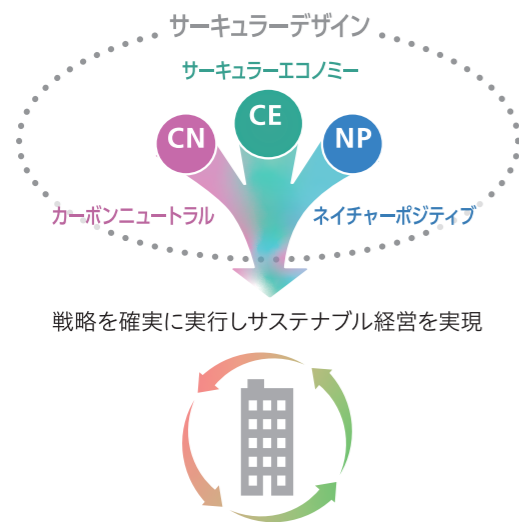 サーキュラーデザイン
サーキュラーエコノミー
CN
CE
NP
カーボンニュートラル
ネイチャーポジティブ
戦略を確実に実行しサステナブル経営を実現